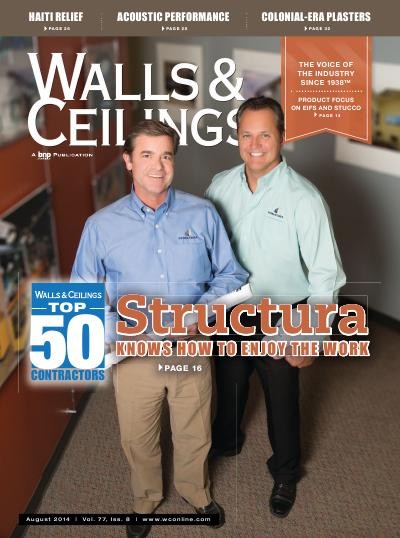 HAITI RELIEF
PAGE 26
ACOUSTIC PERFORMANCE
PAGE 28
COLONIAL-ERA PLASTERS
PAGE 32
WALLS &
CEILINGS
A bnp PUBLICATION
THE VOICE OF
THE INDUSTRY
SINCE 1938™
PRODUCT FOCUS
ON EIFS AND STUCCO
PAGE 13
WALLS & CEILINGS
TOP
50
CONTRACTORS
Structura
KNOWS HOW TO ENJOY THE WORK
PAGE 16
August 2014 | Vol. 77, Iss. 8 | www.wconline.com